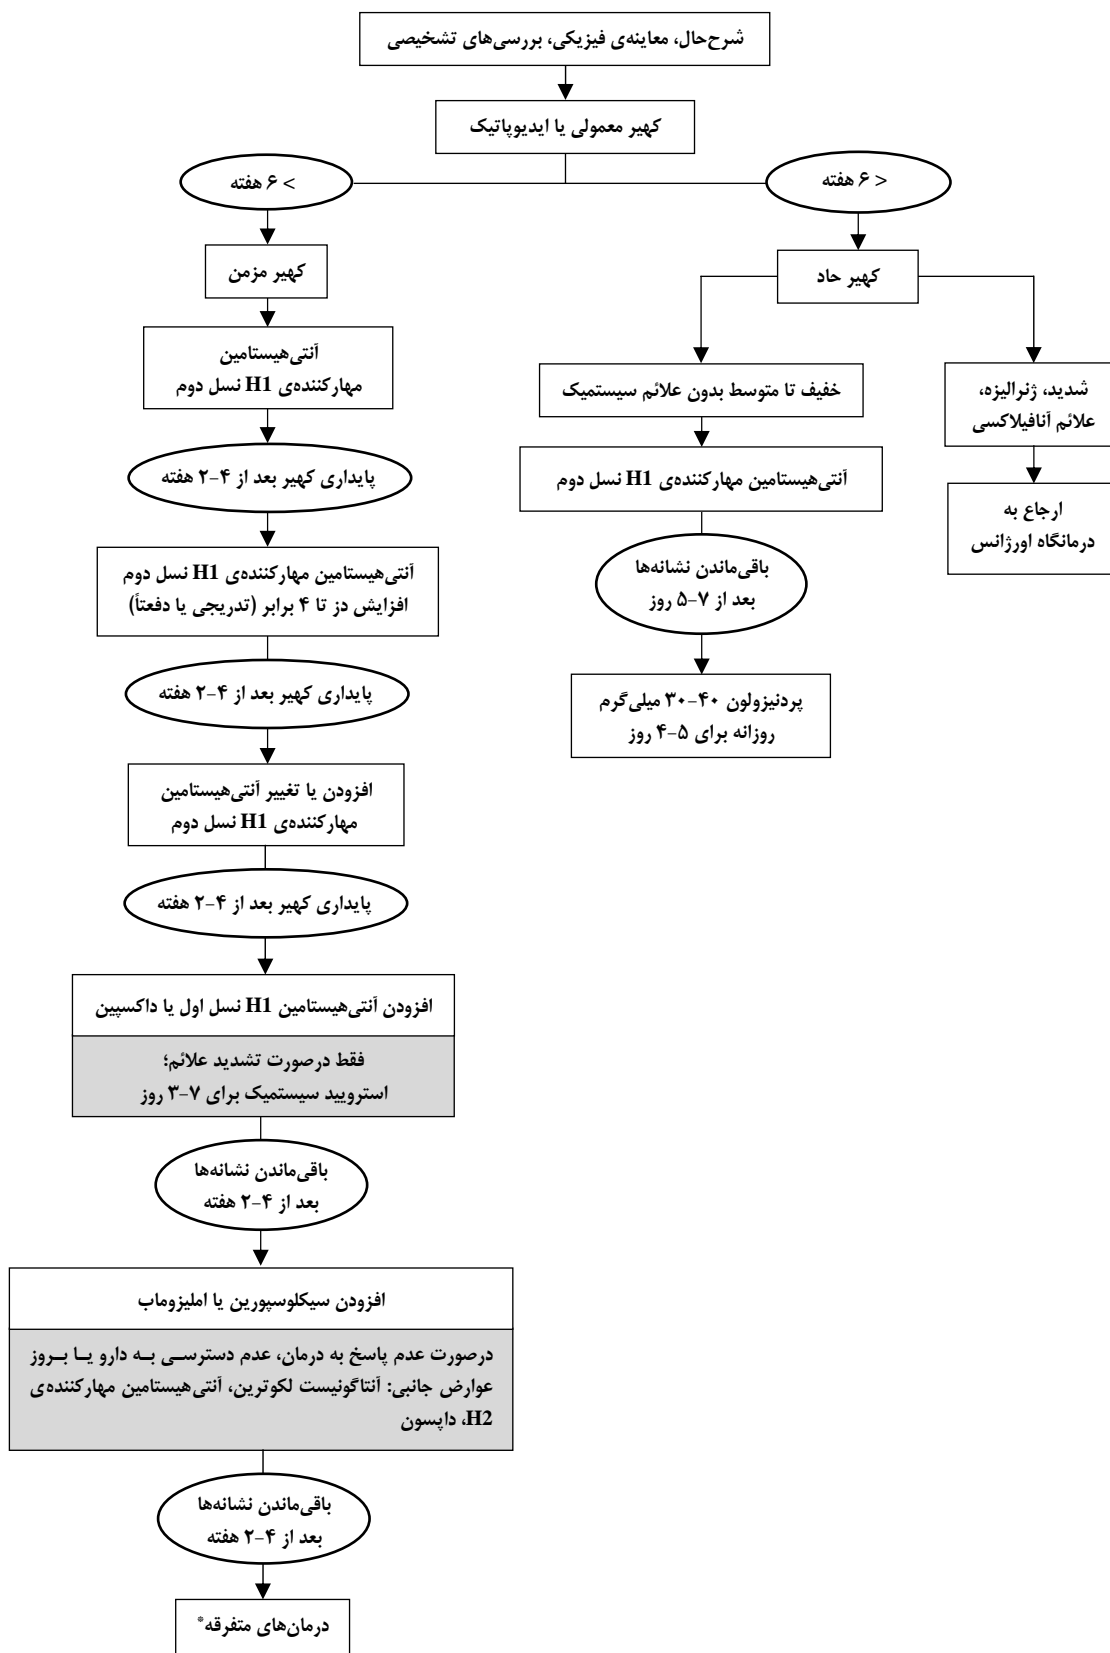 شرح‌حال، معاینه‌ی فیزیکی، بررسی‌های تشخیصی
کهیر معمولی یا ایدیوپاتیک
< ۶ هفته
> ۶ هفته
کهیر حاد
شدید، ژنرالیزه،
علائم آنافیلاکسی
ارجاع به
درمانگاه اورژانس
خفیف تا متوسط بدون علائم سیستمیک
آنتی‌هیستامین مهارکننده‌ی H1 نسل دوم
باقی‌ماندن نشانه‌ها
بعد از ۷-۵ روز
پردنیزولون ۴۰-۳۰ میلی‌گرم
روزانه برای ۵-۴ روز
کهیر مزمن
آنتی‌هیستامین
مهارکننده‌ی H1 نسل دوم
پایداری کهیر بعد از ۴-۲ هفته
آنتی‌هیستامین مهارکننده‌ی H1 نسل دوم
افزایش دز تا ۴ برابر (تدریجی یا دفعتاً)
پایداری کهیر بعد از ۴-۲ هفته
افزودن یا تغییر آنتی‌هیستامین
مهارکننده‌ی H1 نسل دوم
پایداری کهیر بعد از ۴-۲ هفته
افزودن آنتی‌هیستامین H1 نسل اول یا داکسپین
فقط درصورت تشدید علائم؛
استرویید سیستمیک برای ۷-۳ روز
باقی‌ماندن نشانه‌ها
بعد از ۴-۲ هفته
افزودن سیکلوسپورین یا املیزوماب
درصورت عدم پاسخ به درمان، عدم دسترسی به دارو یا بروز
عوارض جانبی: آنتاگونیست لکوترین، آنتی‌هیستامین مهارکننده‌ی
H2، داپسون
باقی‌ماندن نشانه‌ها
بعد از ۴-۲ هفته
درمان‌های متفرقه*